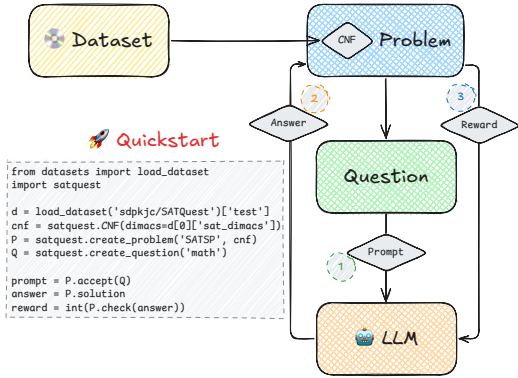 Dataset
CNF
Problem
2
3
Answer
Reward
🚀 Quickstart
from datasets import load_dataset
import satquest
d = load_dataset('sdpkjc/SATQuest')['test']
cnf = satquest.CNF(dimacs=d[0]['sat_dimacs'])
P = satquest.create_problem('SATSP', cnf)
Q = satquest.create_question('math')
prompt = P.accept(Q)
answer = P.solution
reward = int(P.check(answer))
Question
Prompt
1
LLM